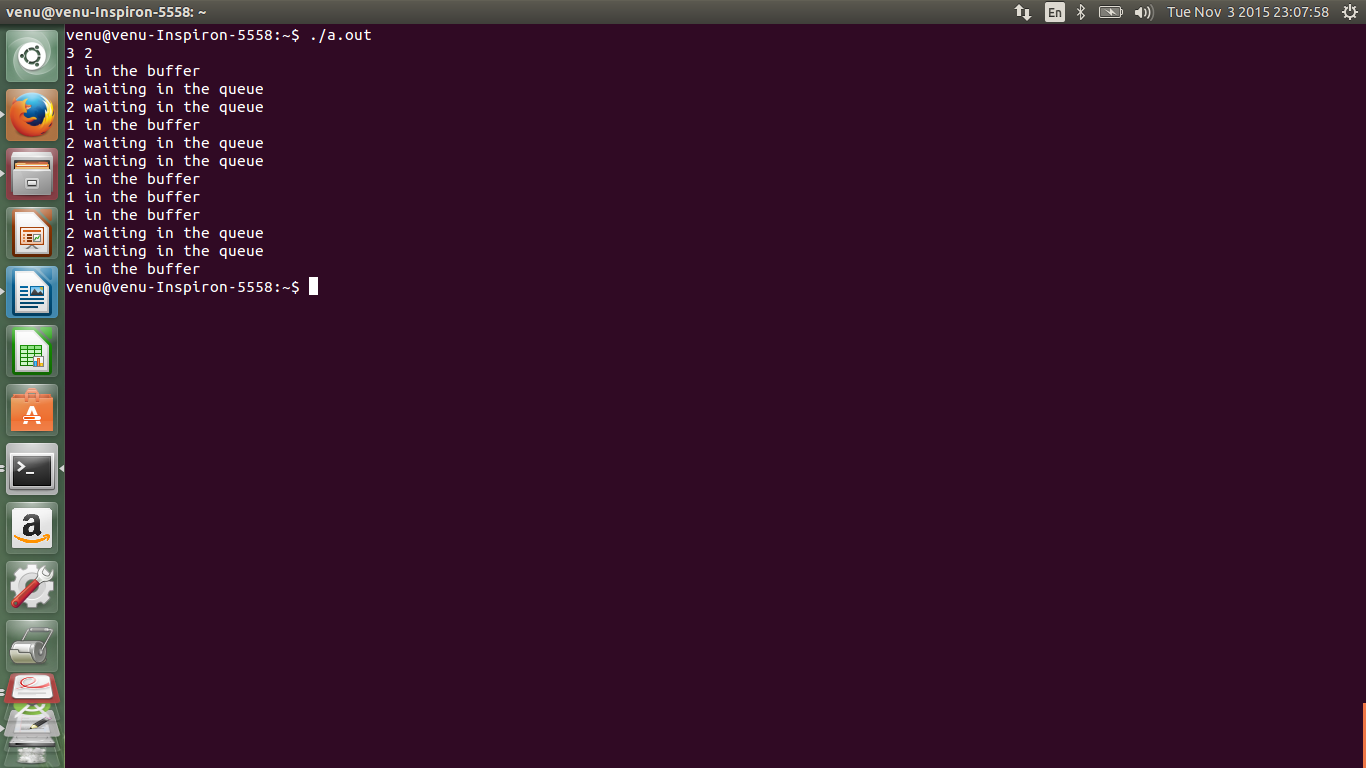 venu@venu-Inspiron-5558: ~
En
Tue Nov 3 2015 23:07:58
venu@venu-Inspiron-5558:~$ ./a.out
3 2
1 in the buffer
2 waiting in the queue
2 waiting in the queue
1 in the buffer
2 waiting in the queue
2 waiting in the queue
1 in the buffer
1 in the buffer
1 in the buffer
2 waiting in the queue
2 waiting in the queue
1 in the buffer
venu@venu-Inspiron-5558:~$